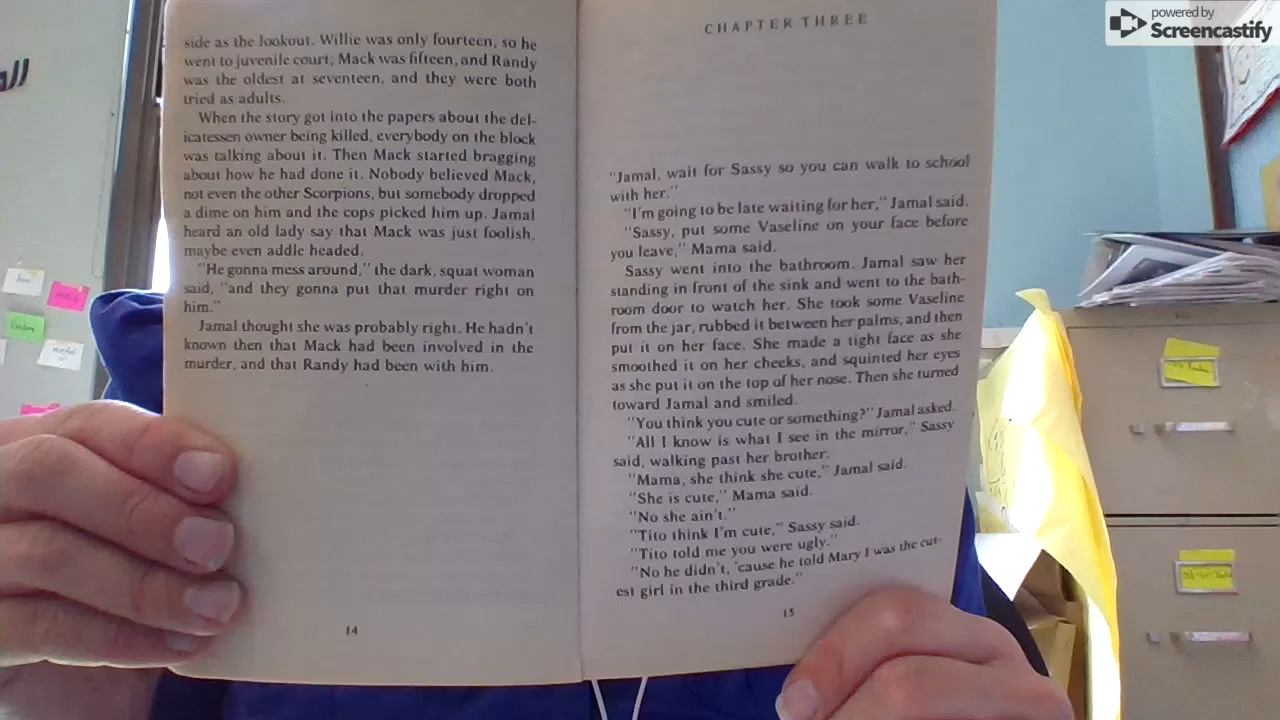 side as the lookout. Willie was only fourteen, so he
went to juvenile court; Mack was fifteen, and Randy
was the oldest at seventeen, and they were both
tried as adults.
When the story got into the papers about the del-
icatessen owner being killed, everybody on the block
was talking about it. Then Mack started bragging
about how he had done it. Nobody believed Mack,
not even the other Scorpions, but somebody dropped
a dime on him and the cops picked him up. Jamal
heard an old lady say that Mack was just foolish,
maybe even addle headed.
"He gonna mess around," the dark, squat woman
said, "and they gonna put that murder right on
him."
Jamal thought she was probably right. He hadn't
known then that Mack had been involved in the
murder, and that Randy had been with him.
14
CHAPTER THREE
"Jamal, wait for Sassy so you can walk to school
with her."
"I'm going to be late waiting for her," Jamal said.
"Sassy, put some Vaseline on your face before
you leave," Mama said.
Sassy went into the bathroom. Jamal saw her
standing in front of the sink and went to the bath-
room door to watch her. She took some Vaseline
from the jar, rubbed it between her palms, and then
put it on her face. She made a tight face as she
smoothed it on her cheeks, and squinted her eyes
as she put it on the top of her nose. Then she turned
toward Jamal and smiled.
"You think you cute or something?" Jamal asked.
"All I know is what I see in the mirror," Sassy
said, walking past her brother.
"Mama, she think she cute," Jamal said.
"She is cute," Mama said.
"No she ain't."
"Tito think I'm cute," Sassy said.
"Tito told me you were ugly."
"No he didn't, 'cause he told Mary I was the cut-
est girl in the third grade."
15
powered by
Screencastify